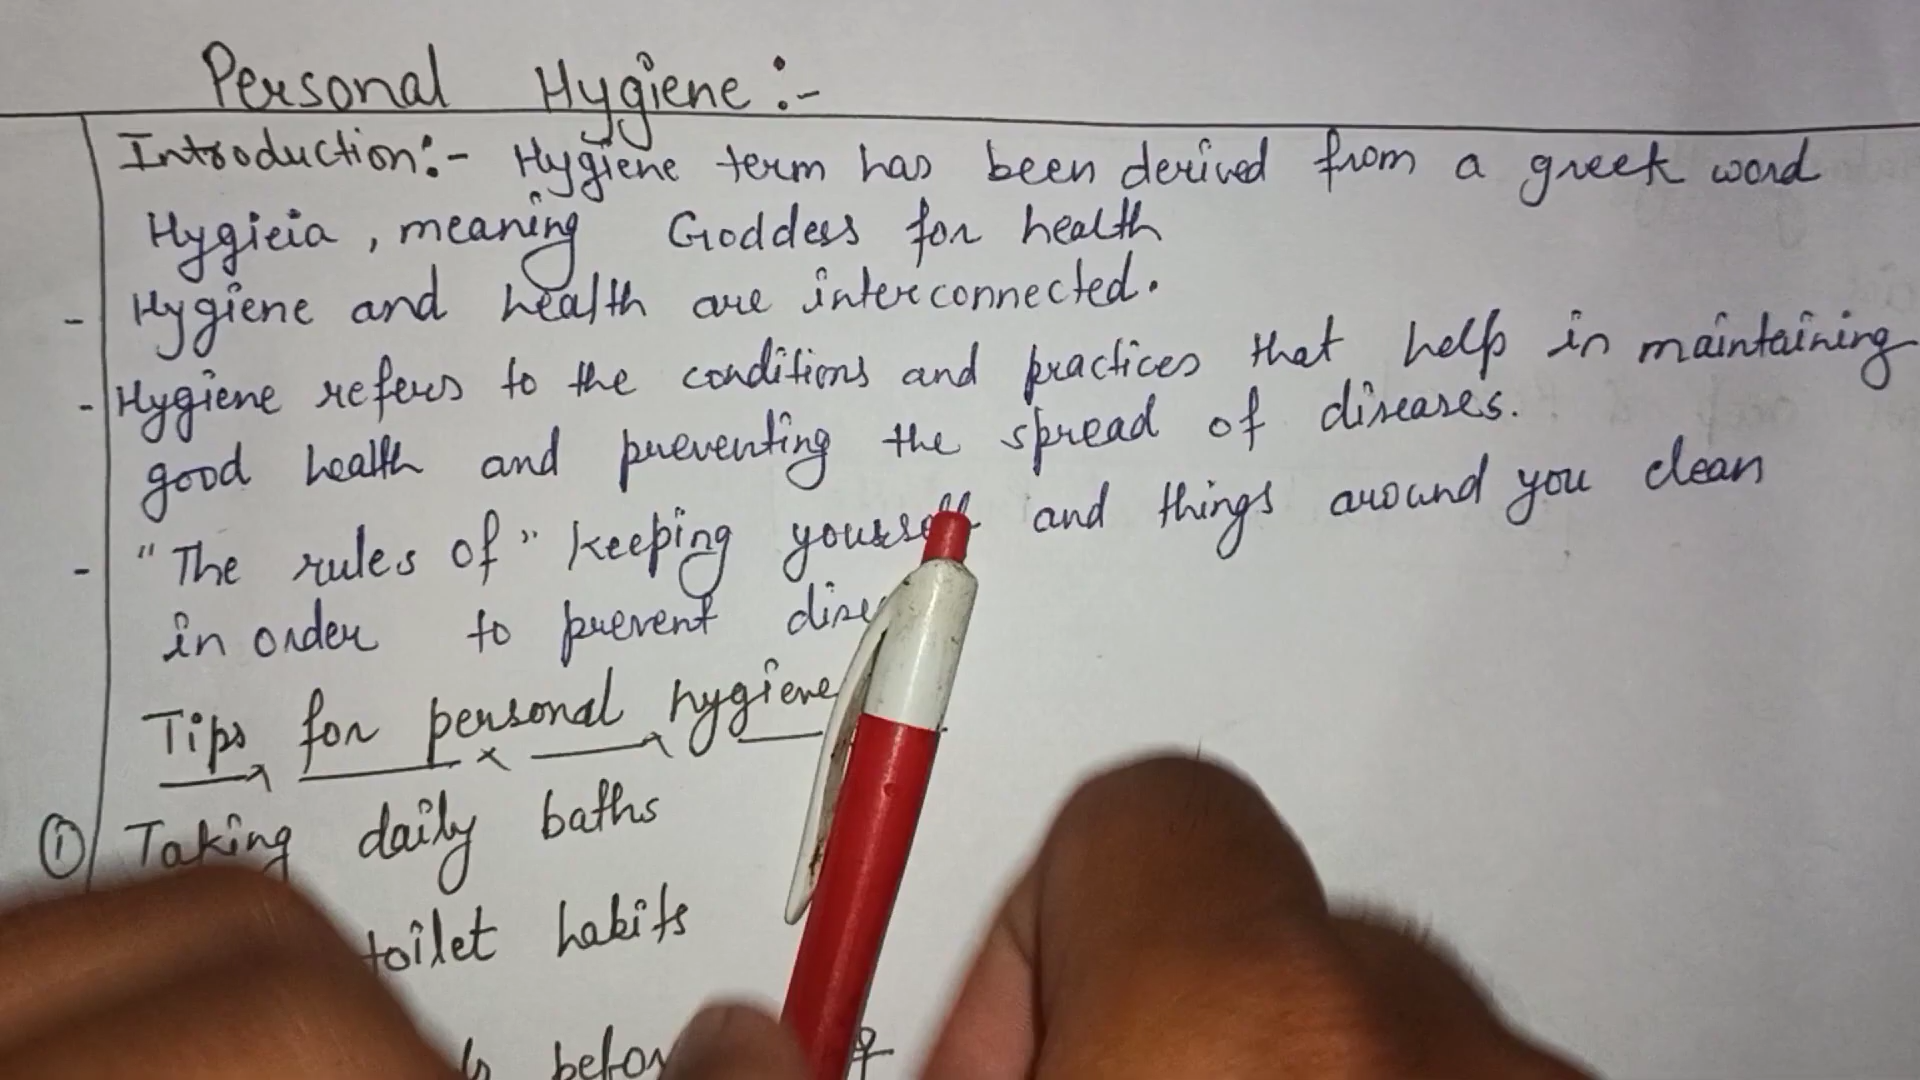 Personal Hygiene :-
Introduction:- Hygiene term has been derived from a greek word
Hygieia, meaning Goddess for health
- Hygiene and health are interconnected.
- Hygiene refers to the conditions and practices that help in maintaining
good health and preventing the spread of diseases.
- "The rules of" keeping yourself and things around you clean
in order to prevent
Tips for personal hygiene
① Taking daily baths
toilet habits